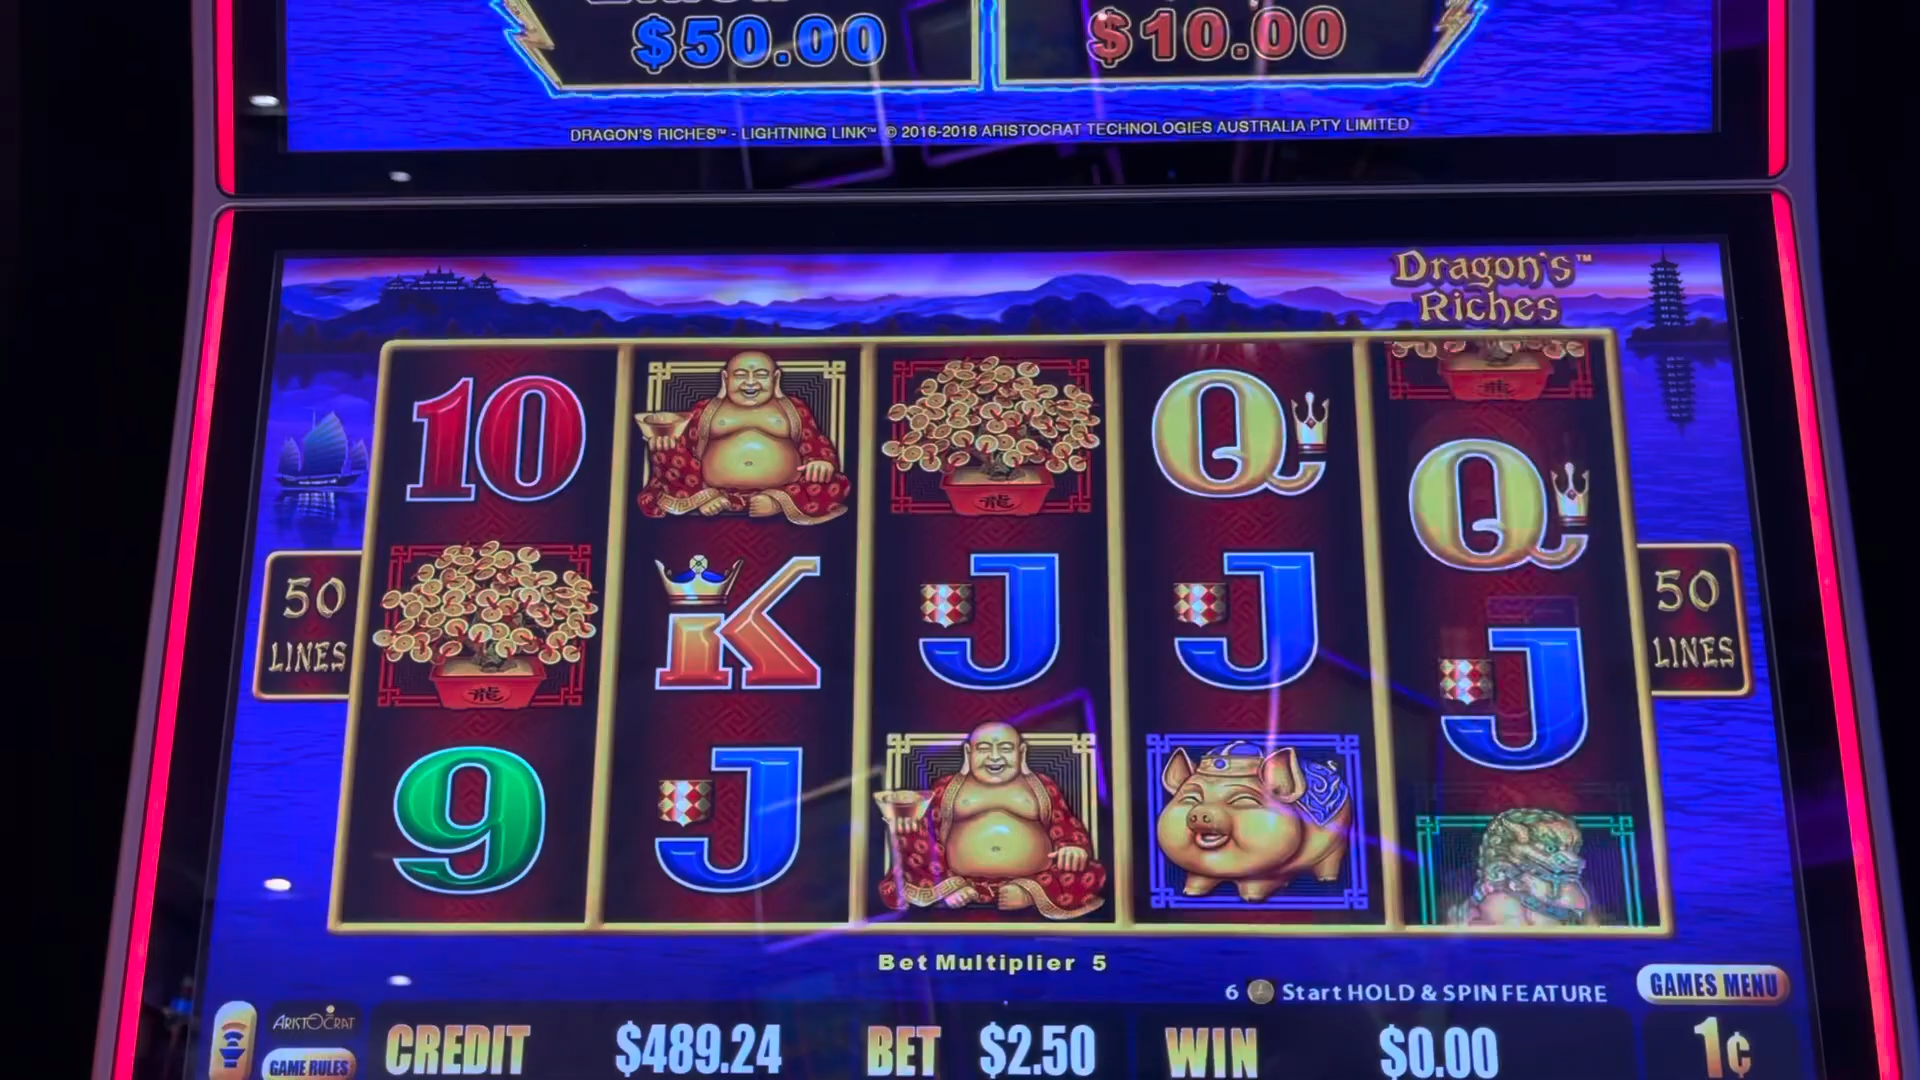 $50.00
$10.00
DRAGON'S RICHES™ - LIGHTNING LINK™ © 2016-2018 ARISTOCRAT TECHNOLOGIES AUSTRALIA PTY LIMITED
Dragon's™
Riches
10
Q
Q
50
LINES
K
J
J
J
50
LINES
9
J
Bet Multiplier 5
6 Start HOLD & SPIN FEATURE
GAMES MENU
ARISTOCRAT
GAME RULES
CREDIT $489.24 BET $2.50 WIN $0.00 1¢